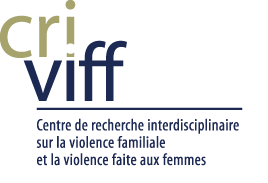 cri
viff
Centre de recherche interdisciplinaire
sur la violence familiale
et la violence faite aux femmes